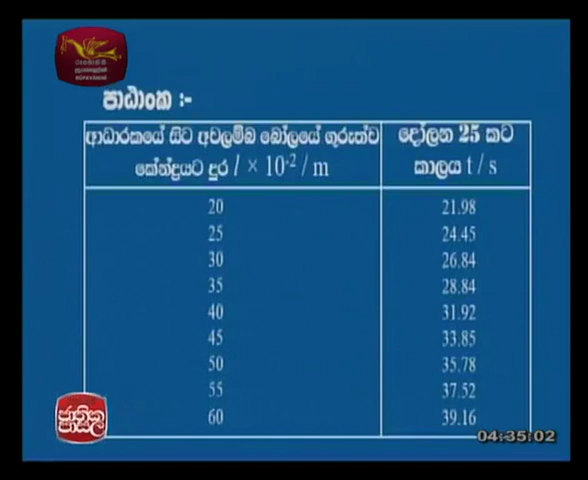 පාඨාංක :-
ආධාරකයේ සිට අවලම්බ බෝලයේ ගුරුත්ව
කේන්ද්‍රයට දුර l × 10⁻² / m
දෝලන 25 කට
කාලය t / s
20 21.98
25 24.45
30 26.84
35 28.84
40 31.92
45 33.85
50 35.78
55 37.52
60 39.16
ජාතික
පාසල
04:35:02